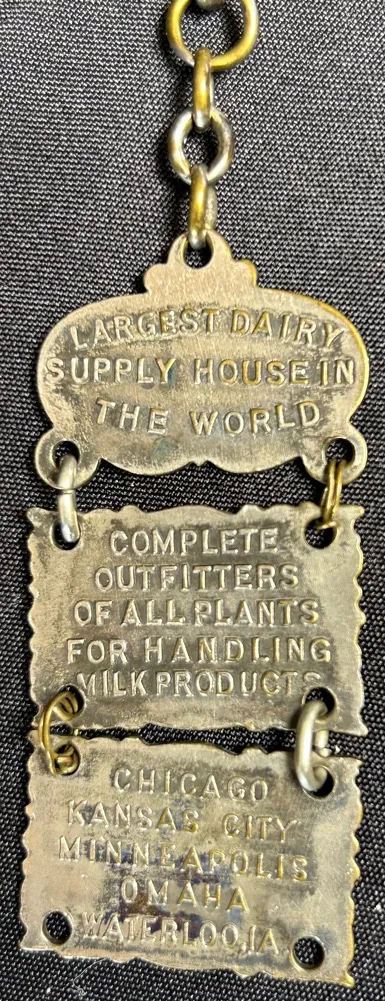 LARGEST DAIRY
SUPPLY HOUSE IN
THE WORLD
COMPLETE
OUTFITTERS
OF ALL PLANTS
FOR HANDLING
MILK PRODUCTS
CHICAGO
KANSAS CITY
MINNEAPOLIS
OMAHA
WATERLOO, IA